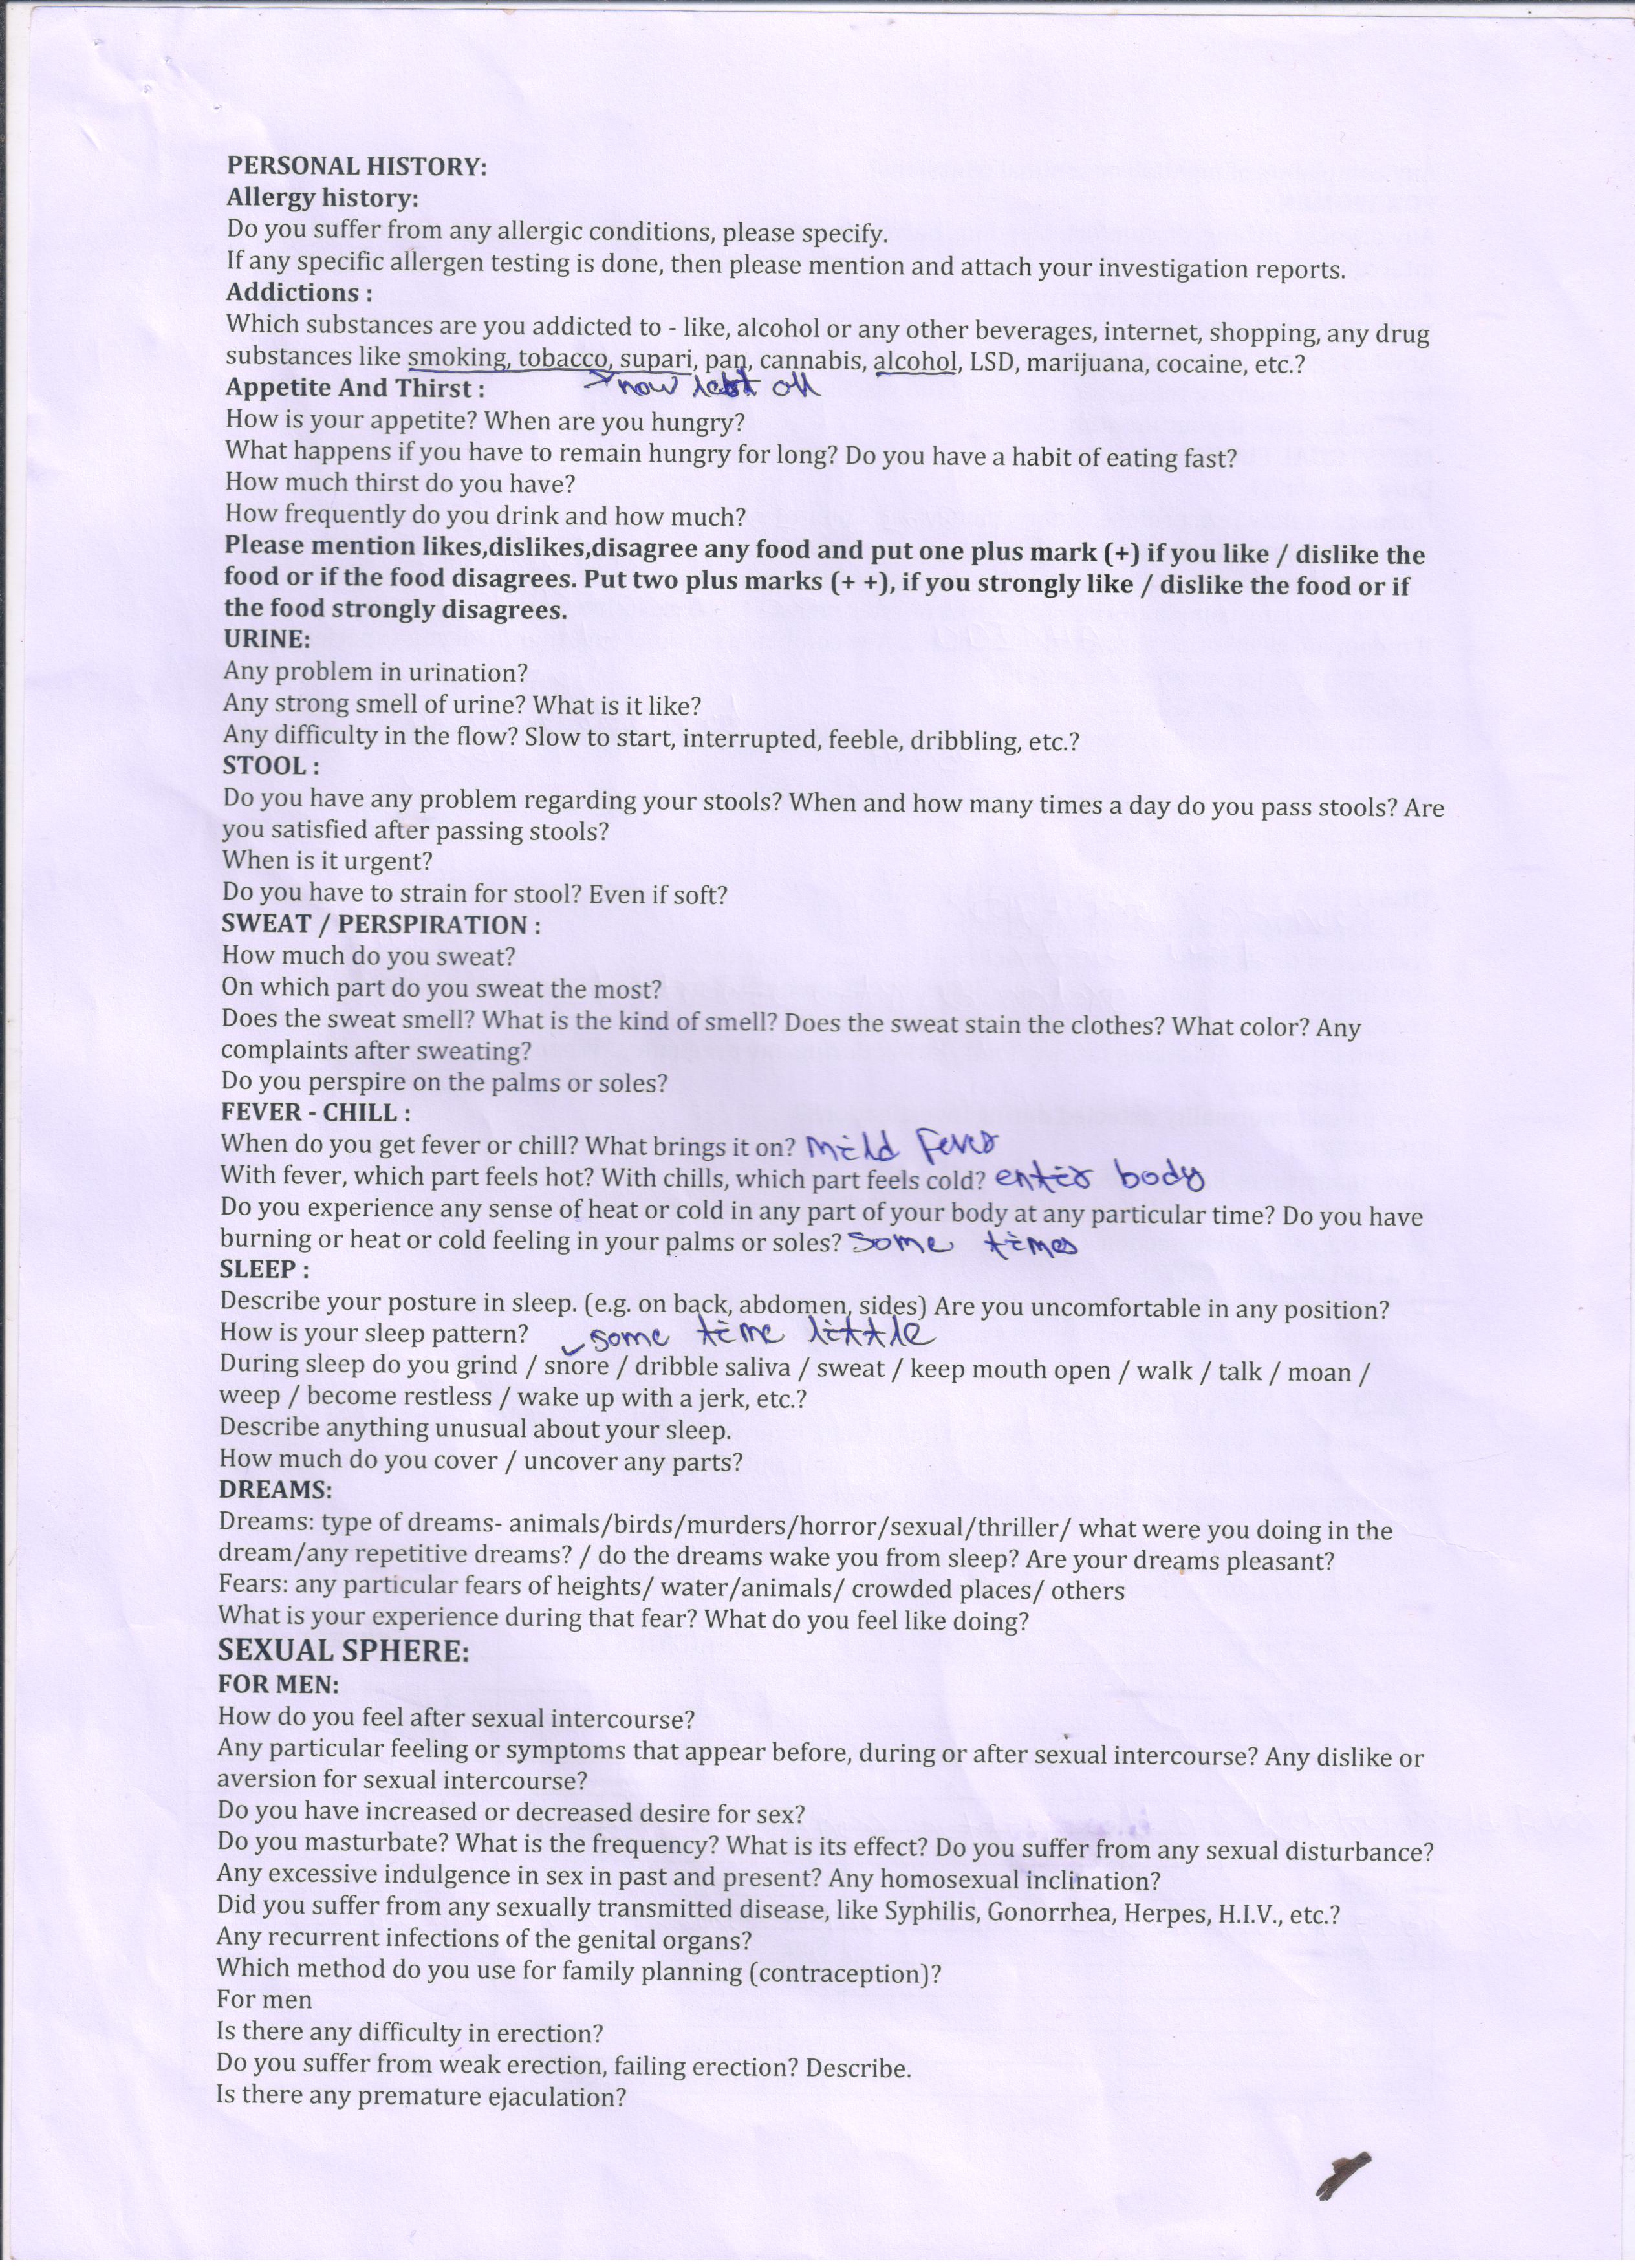 PERSONAL HISTORY:
Allergy history:
Do you suffer from any allergic conditions, please specify.
If any specific allergen testing is done, then please mention and attach your investigation reports.
Addictions :
Which substances are you addicted to - like, alcohol or any other beverages, internet, shopping, any drug
substances like smoking, tobacco, supari, pan, cannabis, alcohol, LSD, marijuana, cocaine, etc.?
now left all
Appetite And Thirst :
How is your appetite? When are you hungry?
What happens if you have to remain hungry for long? Do you have a habit of eating fast?
How much thirst do you have?
How frequently do you drink and how much?
Please mention likes,dislikes,disagree any food and put one plus mark (+) if you like / dislike the
food or if the food disagrees. Put two plus marks (+ +), if you strongly like / dislike the food or if
the food strongly disagrees.
URINE:
Any problem in urination?
Any strong smell of urine? What is it like?
Any difficulty in the flow? Slow to start, interrupted, feeble, dribbling, etc.?
STOOL :
Do you have any problem regarding your stools? When and how many times a day do you pass stools? Are
you satisfied after passing stools?
When is it urgent?
Do you have to strain for stool? Even if soft?
SWEAT / PERSPIRATION :
How much do you sweat?
On which part do you sweat the most?
Does the sweat smell? What is the kind of smell? Does the sweat stain the clothes? What color? Any
complaints after sweating?
Do you perspire on the palms or soles?
FEVER - CHILL :
When do you get fever or chill? What brings it on? mild fever
With fever, which part feels hot? With chills, which part feels cold? entir body
Do you experience any sense of heat or cold in any part of your body at any particular time? Do you have
burning or heat or cold feeling in your palms or soles? some times
SLEEP :
Describe your posture in sleep. (e.g. on back, abdomen, sides) Are you uncomfortable in any position?
How is your sleep pattern? some time little
During sleep do you grind / snore / dribble saliva / sweat / keep mouth open / walk / talk / moan /
weep / become restless / wake up with a jerk, etc.?
Describe anything unusual about your sleep.
How much do you cover / uncover any parts?
DREAMS:
Dreams: type of dreams- animals/birds/murders/horror/sexual/thriller/ what were you doing in the
dream/any repetitive dreams? / do the dreams wake you from sleep? Are your dreams pleasant?
Fears: any particular fears of heights/ water/animals/ crowded places/ others
What is your experience during that fear? What do you feel like doing?
SEXUAL SPHERE:
FOR MEN:
How do you feel after sexual intercourse?
Any particular feeling or symptoms that appear before, during or after sexual intercourse? Any dislike or
aversion for sexual intercourse?
Do you have increased or decreased desire for sex?
Do you masturbate? What is the frequency? What is its effect? Do you suffer from any sexual disturbance?
Any excessive indulgence in sex in past and present? Any homosexual inclination?
Did you suffer from any sexually transmitted disease, like Syphilis, Gonorrhea, Herpes, H.I.V., etc.?
Any recurrent infections of the genital organs?
Which method do you use for family planning (contraception)?
For men
Is there any difficulty in erection?
Do you suffer from weak erection, failing erection? Describe.
Is there any premature ejaculation?